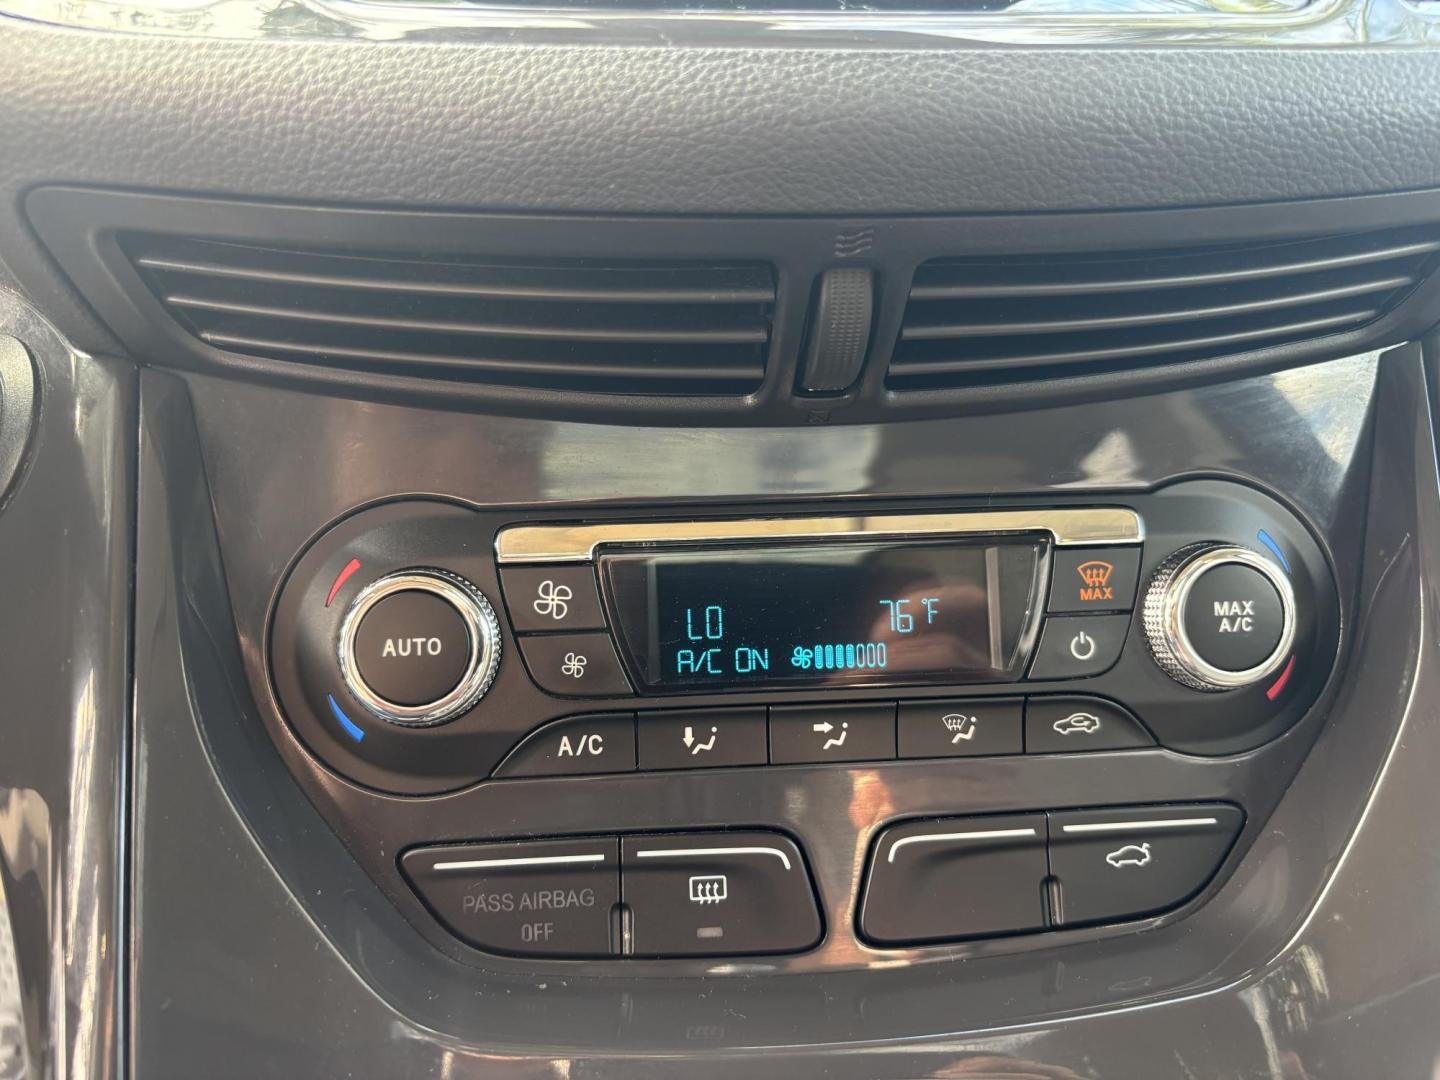 AUTO
LO
76 °F
A/C ON
MAX
MAX
A/C
A/C
PASS AIRBAG
OFF